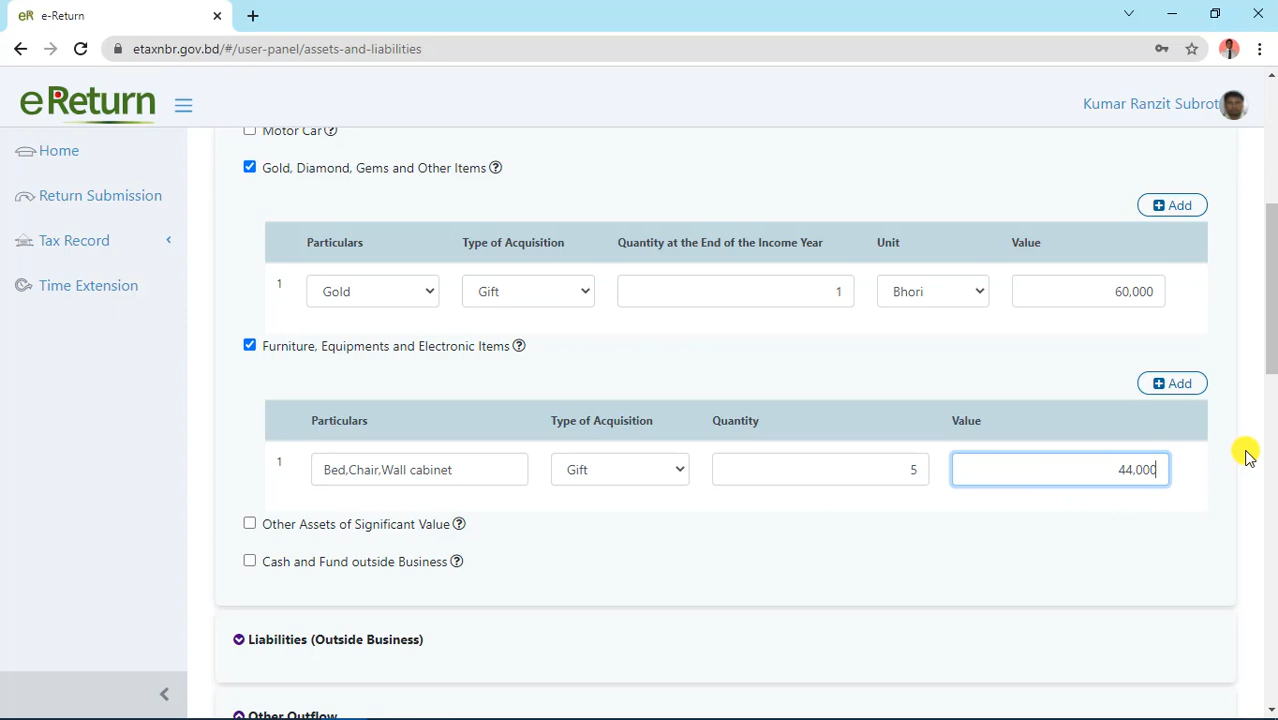 eR e-Return
etaxnbr.gov.bd/#/user-panel/assets-and-liabilities
eReturn
Kumar Ranzit Subrot
Home
Return Submission
Tax Record
Time Extension
Motor Car
Gold, Diamond, Gems and Other Items
Add
Particulars Type of Acquisition Quantity at the End of the Income Year Unit Value
1 Gold Gift 1 Bhori 60,000
Furniture, Equipments and Electronic Items
Add
Particulars Type of Acquisition Quantity Value
1 Bed,Chair,Wall cabinet Gift 5 44,000
Other Assets of Significant Value
Cash and Fund outside Business
Liabilities (Outside Business)
Other Outflow